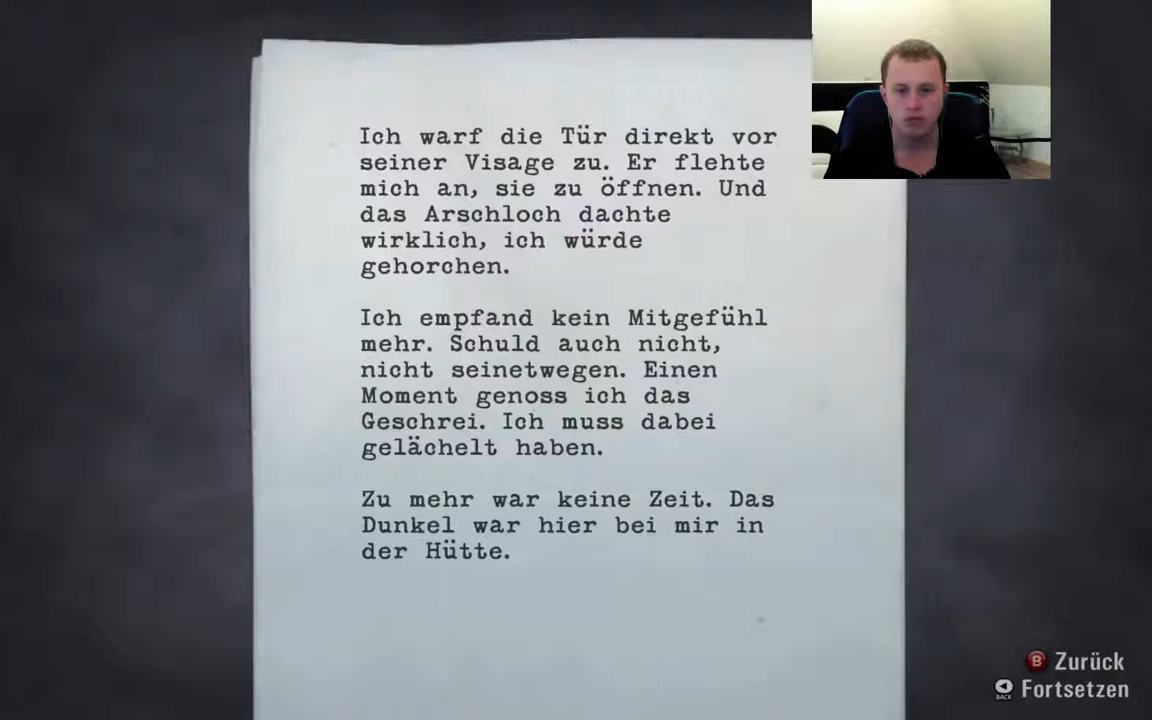 Ich warf die Tür direkt vor
seiner Visage zu. Er flehte
mich an, sie zu öffnen. Und
das Arschloch dachte
wirklich, ich würde
gehorchen.
Ich empfand kein Mitgefühl
mehr. Schuld auch nicht,
nicht seinetwegen. Einen
Moment genoss ich das
Geschrei. Ich muss dabei
gelächelt haben.
Zu mehr war keine Zeit. Das
Dunkel war hier bei mir in
der Hütte.
B Zurück
BACK Fortsetzen